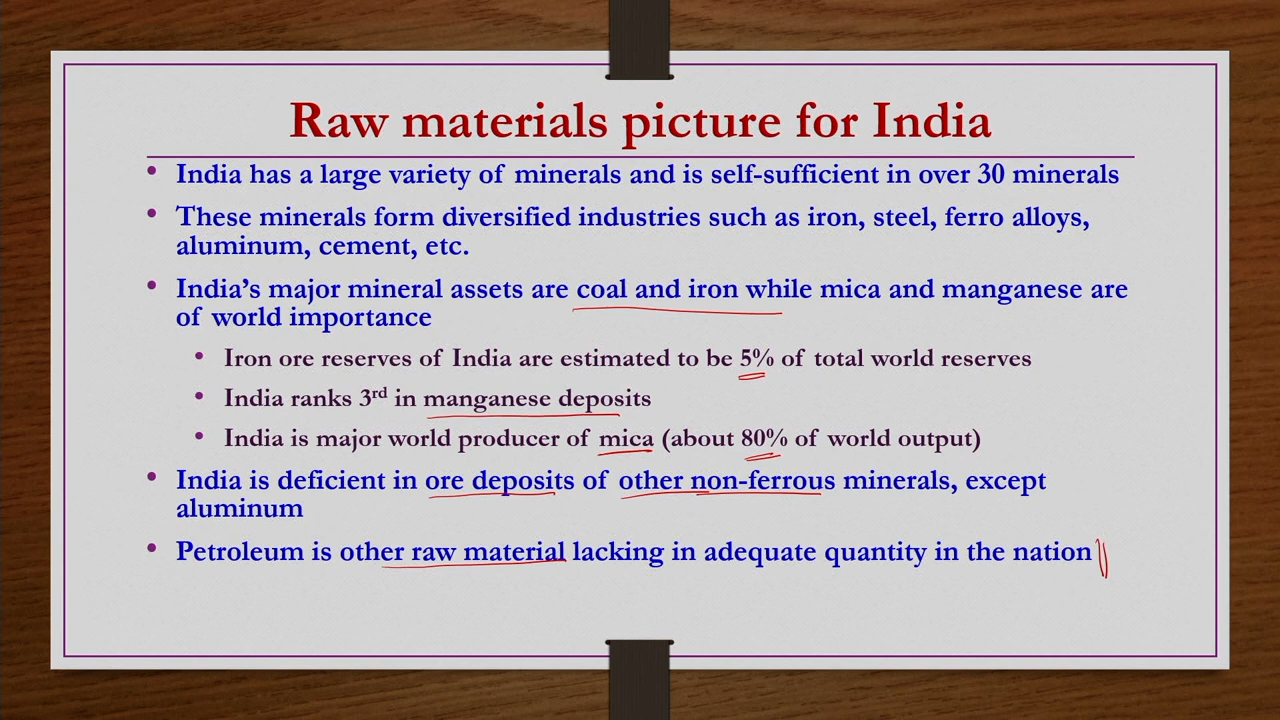 Raw materials picture for India
• India has a large variety of minerals and is self-sufficient in over 30 minerals
• These minerals form diversified industries such as iron, steel, ferro alloys,
aluminum, cement, etc.
• India’s major mineral assets are coal and iron while mica and manganese are
of world importance
• Iron ore reserves of India are estimated to be 5% of total world reserves
• India ranks 3rd in manganese deposits
• India is major world producer of mica (about 80% of world output)
• India is deficient in ore deposits of other non-ferrous minerals, except
aluminum
• Petroleum is other raw material lacking in adequate quantity in the nation